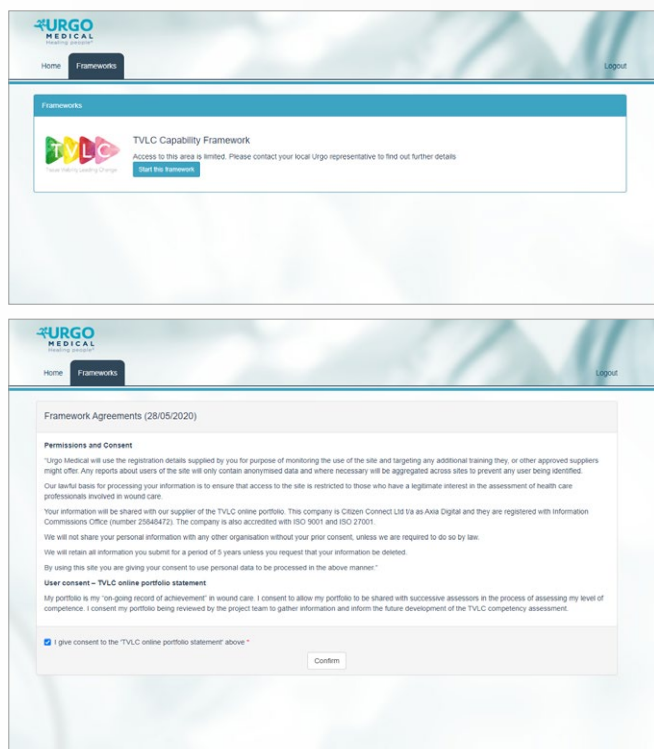 URGO
MEDICAL
Healing people®
Home
Frameworks
Logout
Frameworks
TVLC
Tissue Viability Leading Change
TVLC Capability Framework
Access to this area is limited. Please contact your local Urgo representative to find out further details
Start this framework
URGO
MEDICAL
Healing people®
Home
Frameworks
Logout
Framework Agreements (28/05/2020)
Permissions and Consent
"Urgo Medical will use the registration details supplied by you for purpose of monitoring the use of the site and targeting any additional training they, or other approved suppliers
might offer. Any reports about users of the site will only contain anonymised data and where necessary will be aggregated across sites to prevent any user being identified.
Our lawful basis for processing your information is to ensure that access to the site is restricted to those who have a legitimate interest in the assessment of health care
professionals involved in wound care.
Your information will be shared with our supplier of the TVLC online portfolio. This company is Citizen Connect Ltd t/a as Axia Digital and they are registered with Information
Commissions Office (number 25848472). The company is also accredited with ISO 9001 and ISO 27001.
We will not share your personal information with any other organisation without your prior consent, unless we are required to do so by law.
We will retain all information you submit for a period of 5 years unless you request that your information be deleted.
By using this site you are giving your consent to use personal data to be processed in the above manner."
User consent – TVLC online portfolio statement
My portfolio is my "on-going record of achievement" in wound care. I consent to allow my portfolio to be shared with successive assessors in the process of assessing my level of
competence. I consent my portfolio being reviewed by the project team to gather information and inform the future development of the TVLC competency assessment.
I give consent to the 'TVLC online portfolio statement' above *
Confirm